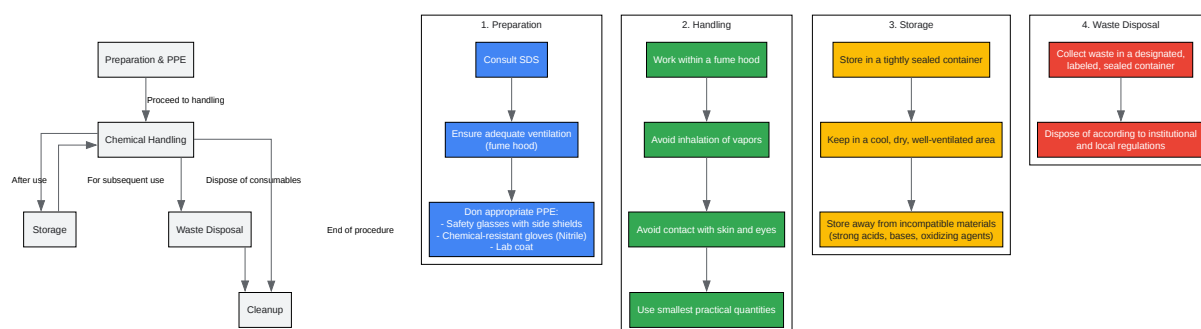 Preparation & PPE
Proceed to handling
Chemical Handling
After use
For subsequent use
Dispose of consumables
Storage
Waste Disposal
End of procedure
Cleanup
1. Preparation
Consult SDS
Ensure adequate ventilation
(fume hood)
Don appropriate PPE:
- Safety glasses with side shields
- Chemical-resistant gloves (Nitrile)
- Lab coat
2. Handling
Work within a fume hood
Avoid inhalation of vapors
Avoid contact with skin and eyes
Use smallest practical quantities
3. Storage
Store in a tightly sealed container
Keep in a cool, dry, well-ventilated area
Store away from incompatible materials
(strong acids, bases, oxidizing agents)
4. Waste Disposal
Collect waste in a designated,
labeled, sealed container
Dispose of according to institutional
and local regulations